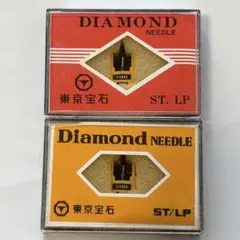 DIAMOND
NEEDLE
東京宝石
ST. LP
Diamond NEEDLE
東京宝石
ST/LP